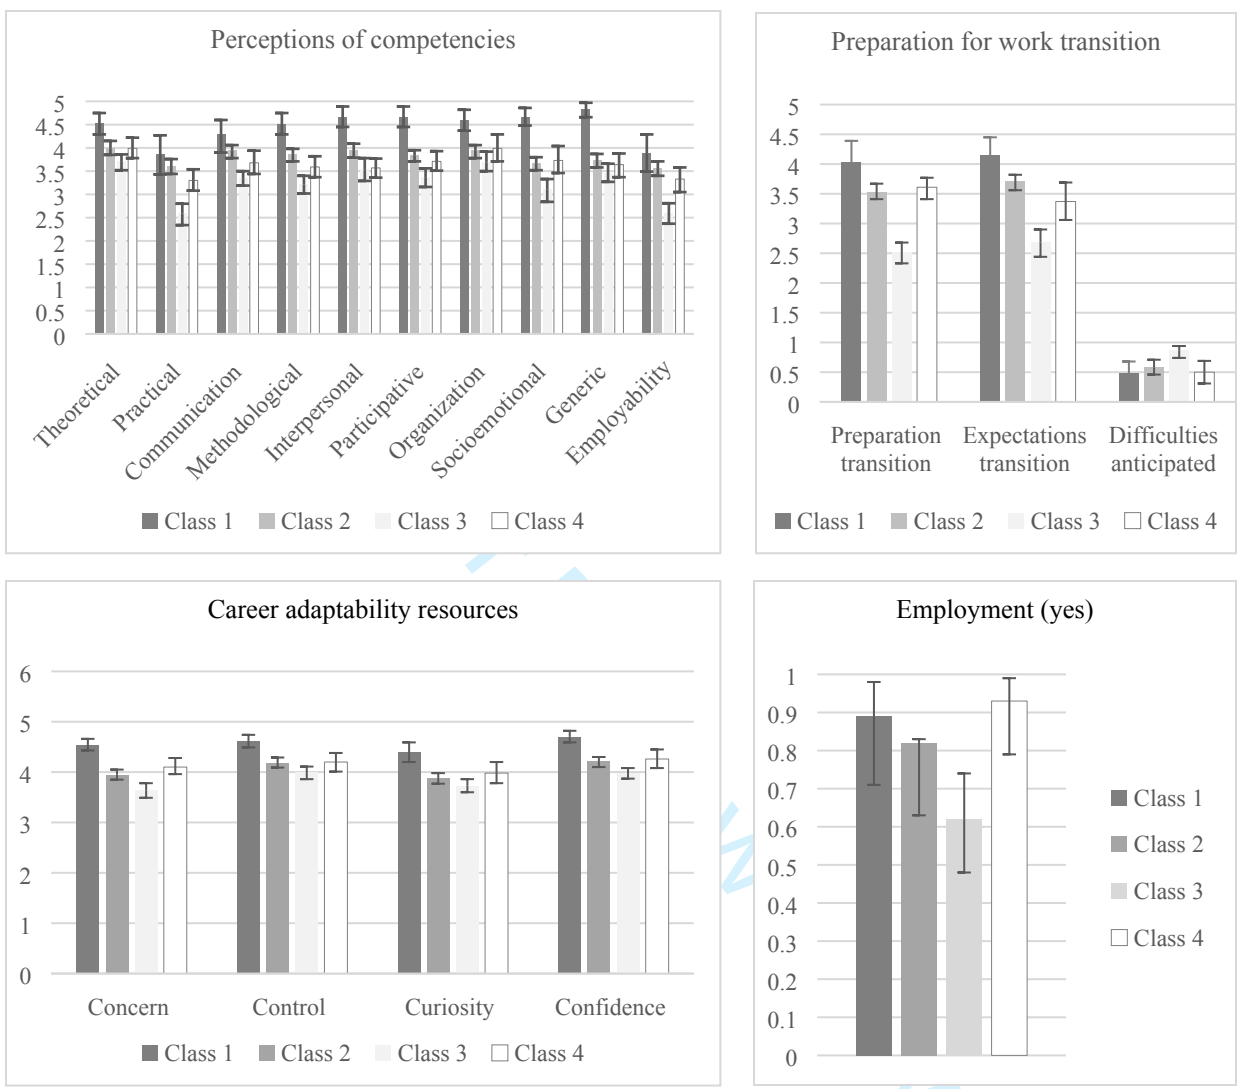 Perceptions of competencies
5
4.5
4
3.5
3
2.5
2
1.5
1
0.5
0
Theoretical
Practical
Communication
Methodological
Interpersonal
Participative
Organization
Socioemotional
Generic
Employability
Class 1 Class 2 Class 3 Class 4
Preparation for work transition
5
4.5
4
3.5
3
2.5
2
1.5
1
0.5
0
Preparation transition
Expectations transition
Difficulties anticipated
Class 1 Class 2 Class 3 Class 4
Career adaptability resources
6
5
4
3
2
1
0
Concern Control Curiosity Confidence
Class 1 Class 2 Class 3 Class 4
Employment (yes)
1
0.9
0.8
0.7
0.6
0.5
0.4
0.3
0.2
0.1
0
Class 1
Class 2
Class 3
Class 4